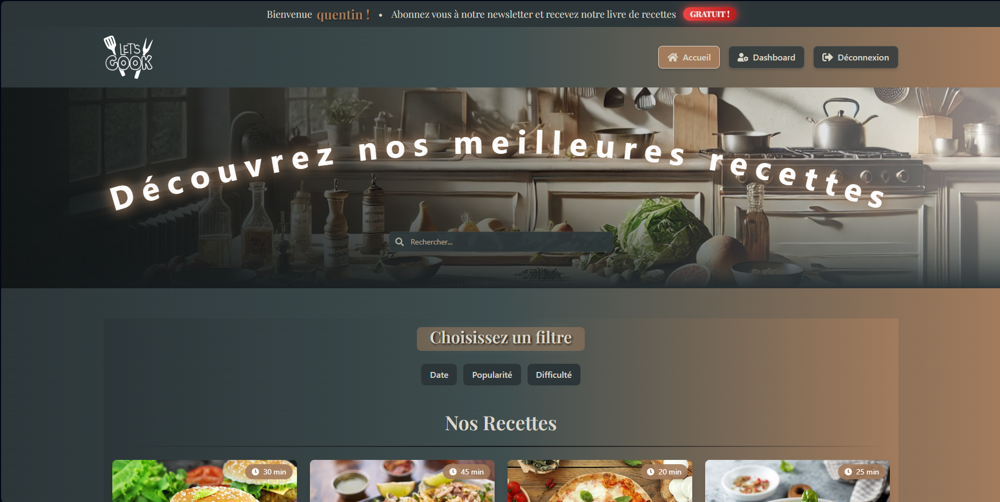 Bienvenue quentin ! • Abonnez vous à notre newsletter et recevez notre livre de recettes GRATUIT !
LET'S
COOK
Accueil
Dashboard
Déconnexion
Découvrez nos meilleures recettes
Rechercher...
Choisissez un filtre
Date
Popularité
Difficulté
Nos Recettes
30 min
45 min
20 min
25 min